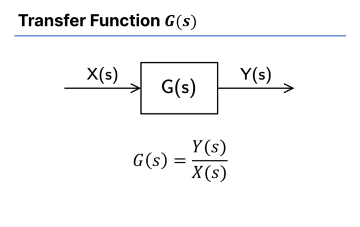 Transfer Function G(s)
X(s)
Y(s)
G(s)
G(s) = Y(s)/X(s)